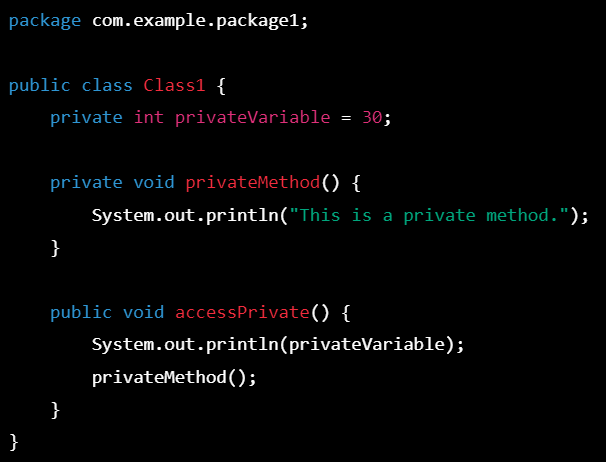 package com.example.package1;
public class Class1 {
private int privateVariable = 30;
private void privateMethod() {
System.out.println("This is a private method.");
}
public void accessPrivate() {
System.out.println(privateVariable);
privateMethod();
}
}